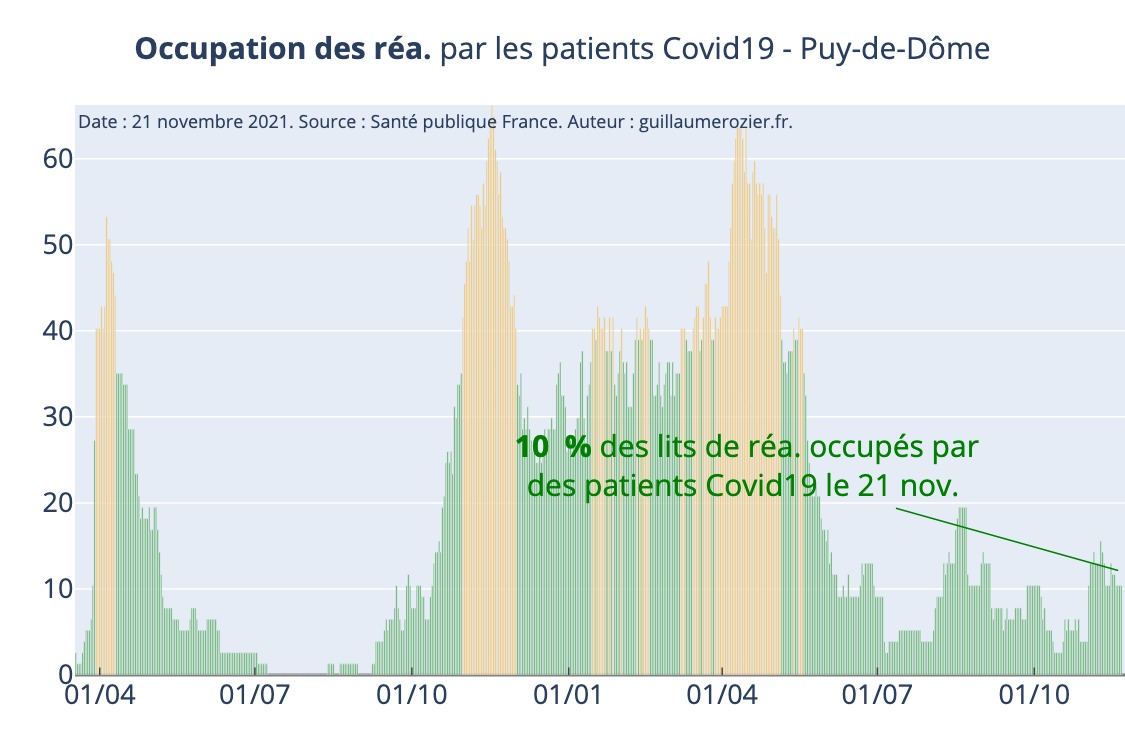 Occupation des réa. par les patients Covid19 - Puy-de-Dôme
Date : 21 novembre 2021. Source : Santé publique France. Auteur : guillaumerozier.fr.
60
50
40
30
20
10
0
10 % des lits de réa. occupés par
des patients Covid19 le 21 nov.
01/04 01/07 01/10 01/01 01/04 01/07 01/10